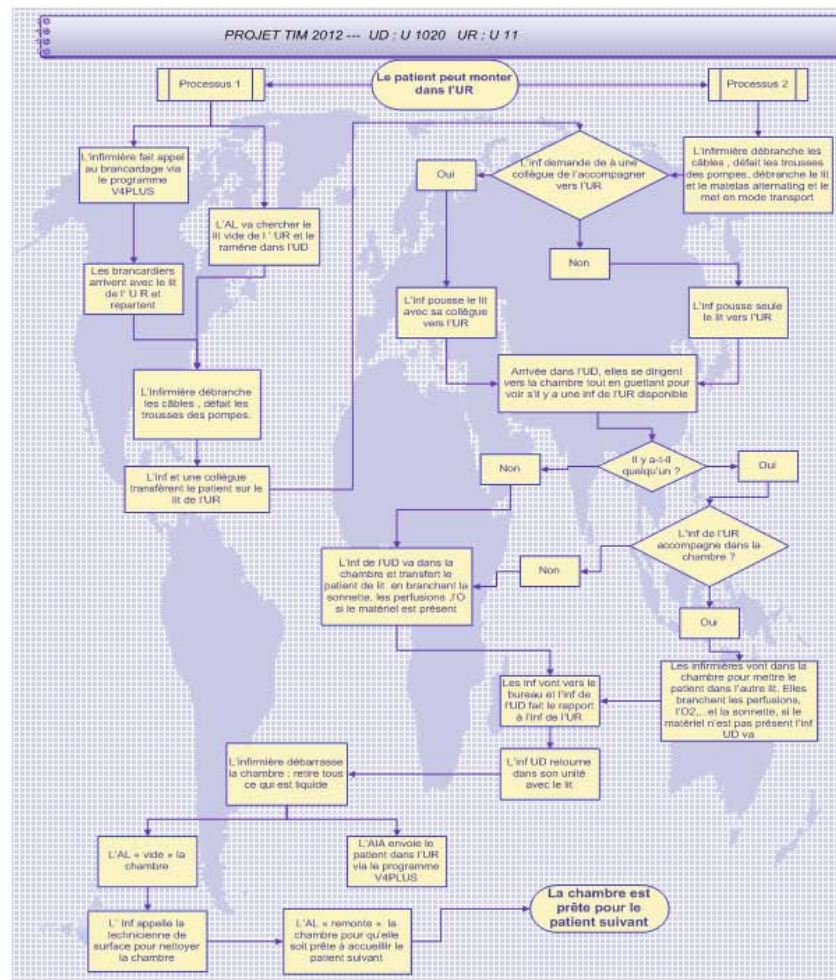 PROJET TIM 2012 --- UD : U 1020 UR : U 11
Le patient peut monter
dans l'UR
Processus 1
Processus 2
L'infirmière fait appel
au brancardage via
le programme
V4PLUS
L'AL va chercher le
lit vide de l ' UR et le
ramène dans l'UD
Les brancardiers
arrivent avec le lit
de l' U R et
repartent
L'infirmière débranche
les câbles , défait les
trousses des pompes.
L'inf et une collègue
transfèrent le patient sur le
lit de l'UR
L'inf demande de à une
collègue de l'accompagner
vers l'UR
L'infirmière débranche les
câbles , défait les trousses
des pompes, débranche le lit
et le matelas alternating et le
met en mode transport
Oui
Non
L'inf pousse le lit
avec sa collègue
vers l'UR
L'inf pousse seule
le lit vers l'UR
Arrivée dans l'UD, elles se dirigent
vers la chambre tout en guettant pour
voir s'il y a une inf de l'UR disponible
Il y a-t-il
quelqu'un ?
Non
Oui
L'inf de l'UR
accompagne dans la
chambre ?
Non
Oui
L'inf de l'UD va dans la
chambre et transfert le
patient de lit en branchant la
sonnette, les perfusions ,l'O
si le matériel est présent
Les infirmières vont dans la
chambre pour mettre le
patient dans l'autre lit. Elles
branchent les perfusions,
l'O2,...et la sonnette, si le
matériel n'est pas présent l'inf
UD va
Les inf vont vers le
bureau et l'inf de
l'UD fait le rapport
à l'inf de l'UR
L'inf UD retourne
dans son unité
avec le lit
L'infirmière débarrasse
la chambre : retire tous
ce qui est liquide
L'AL « vide » la
chambre
L'AIA envoie le
patient dans l'UR
via le programme
V4PLUS
L' Inf appelle la
technicienne de
surface pour nettoyer
la chambre
L'AL « remonte » la
chambre pour qu'elle
soit prête à accueillir le
patient suivant
La chambre est
prête pour le
patient suivant